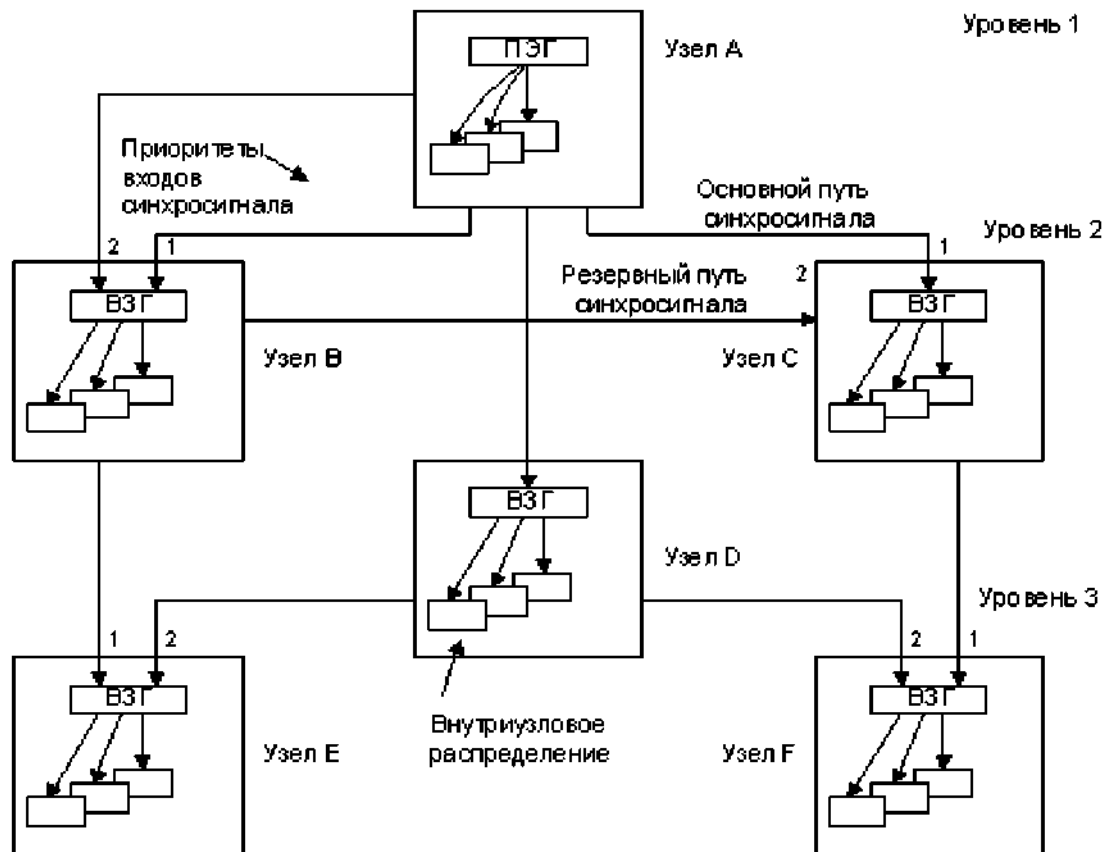 Уровень 1
ПЭГ
Узел А
Приоритеты
входов
синхросигнала
Основной путь
синхросигнала
2
1
1
Уровень 2
ВЗГ
Резервный путь
синхросигнала
2
ВЗГ
Узел В
Узел С
ВЗГ
Узел D
Уровень 3
1
2
2
1
ВЗГ
ВЗГ
Внутриузловое
распределение
Узел Е
Узел F